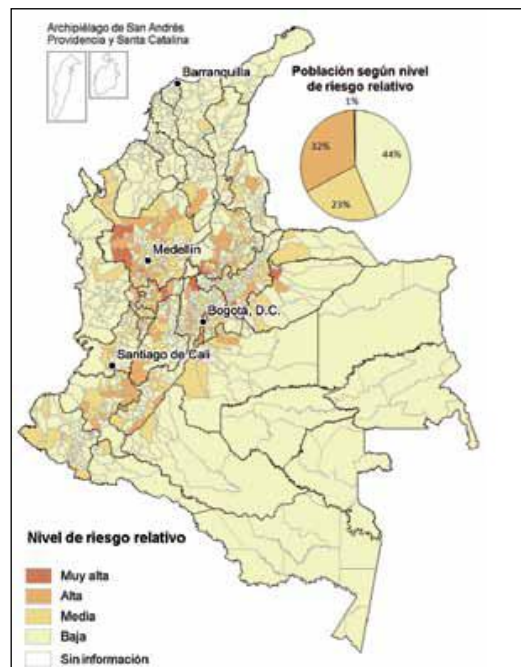 Archipiélago de San Andrés
Providencia y Santa Catalina
Barranquilla
Población según nivel
de riesgo relativo
1%
32%
44%
23%
Medellín
Bogotá, D.C.
Santiago de Cali
Nivel de riesgo relativo
Muy alta
Alta
Media
Baja
Sin información